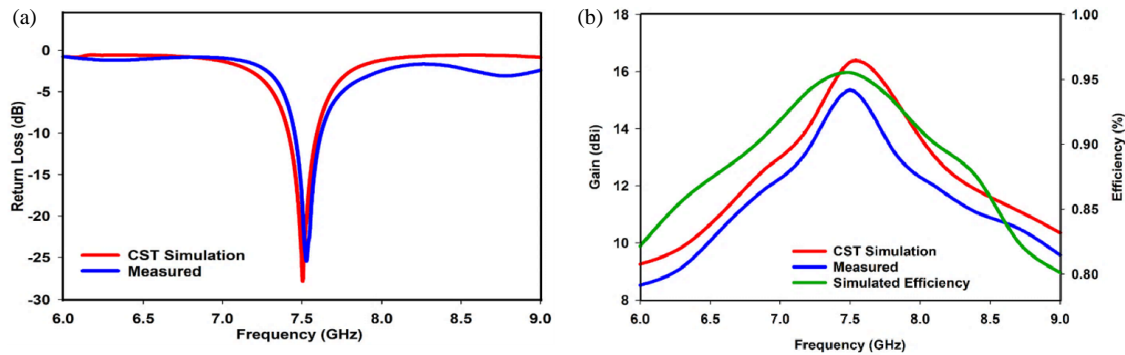 (a)
0
-5
-10
-15
-20
-25
-30
Return Loss (dB)
CST Simulation
Measured
6.0 6.5 7.0 7.5 8.0 8.5 9.0
Frequency (GHz)
(b)
18
16
14
12
10
8
Gain (dBi)
1.00
0.95
0.90
0.85
0.80
Efficiency (%)
CST Simulation
Measured
Simulated Efficiency
6.0 6.5 7.0 7.5 8.0 8.5 9.0
Frequency (GHz)